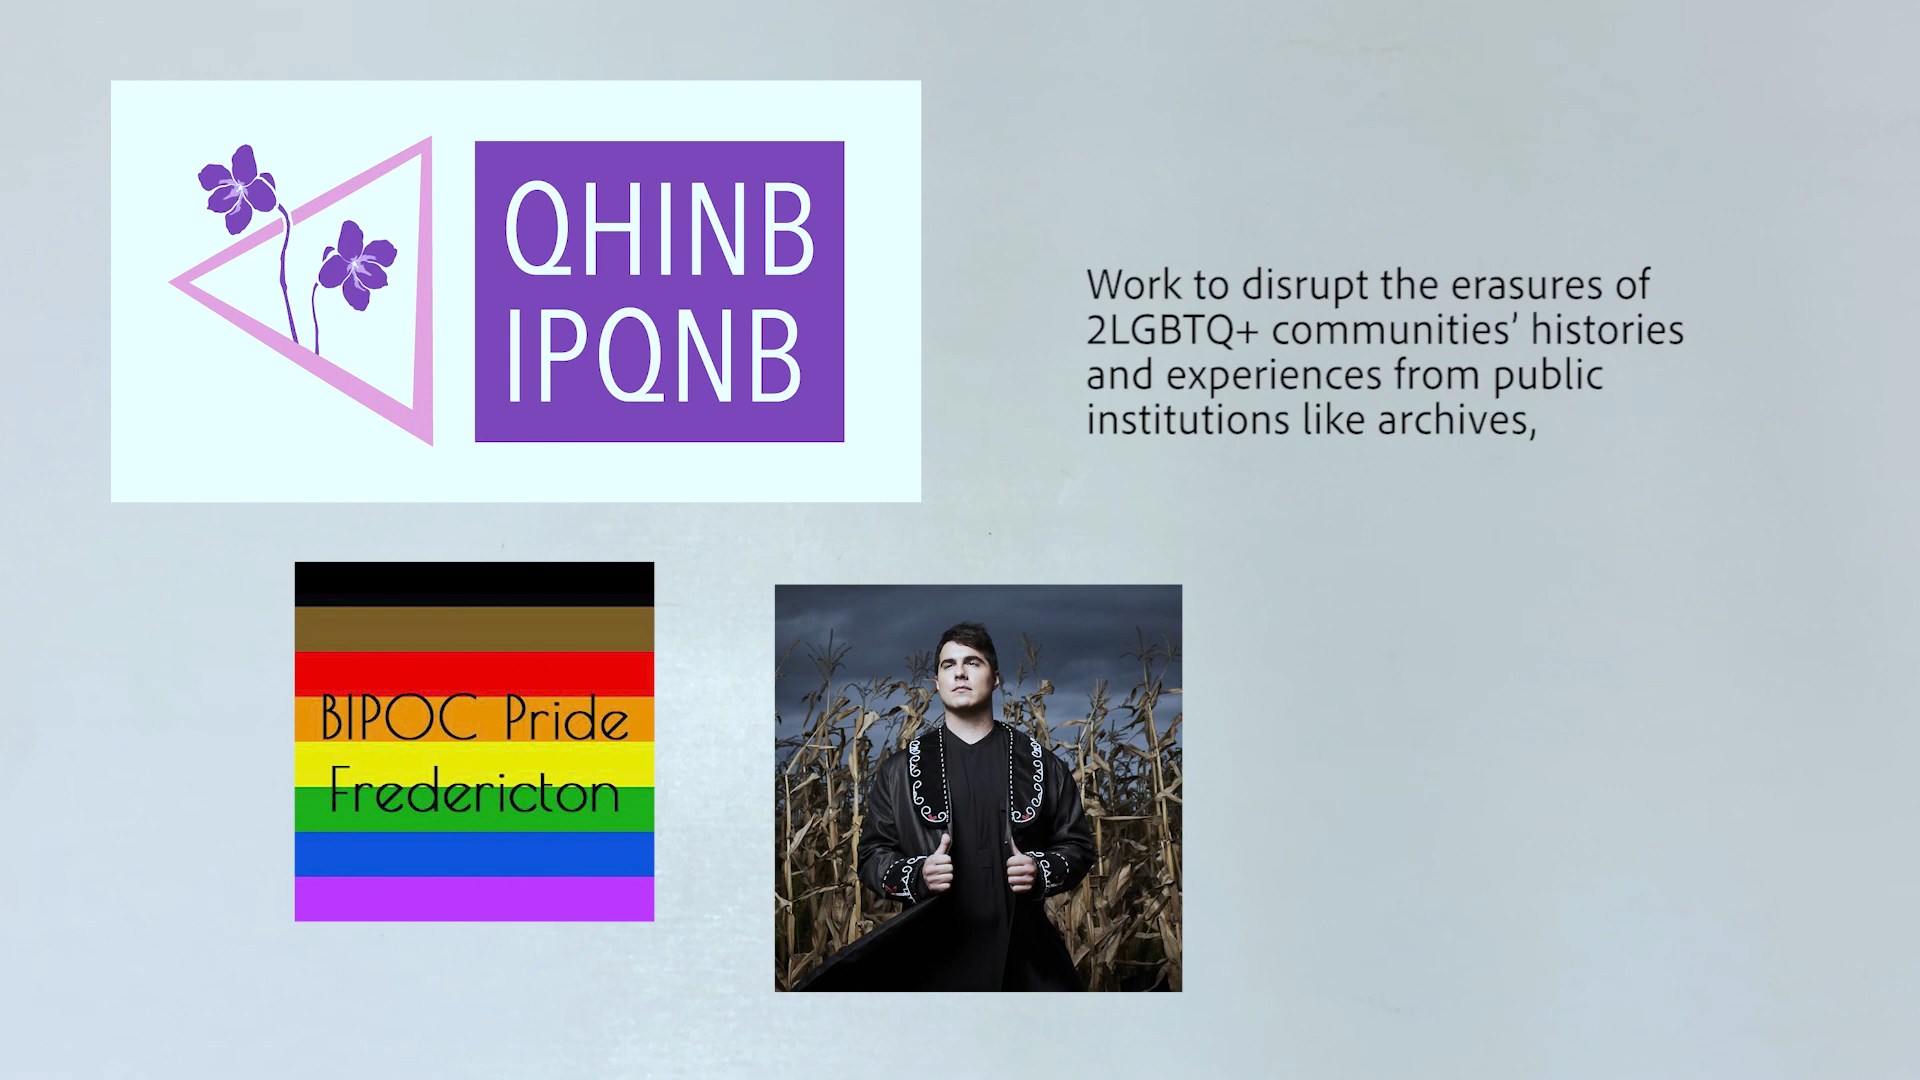 QHINB
IPQNB
Work to disrupt the erasures of
2LGBTQ+ communities’ histories
and experiences from public
institutions like archives,
BIPOC Pride
Fredericton